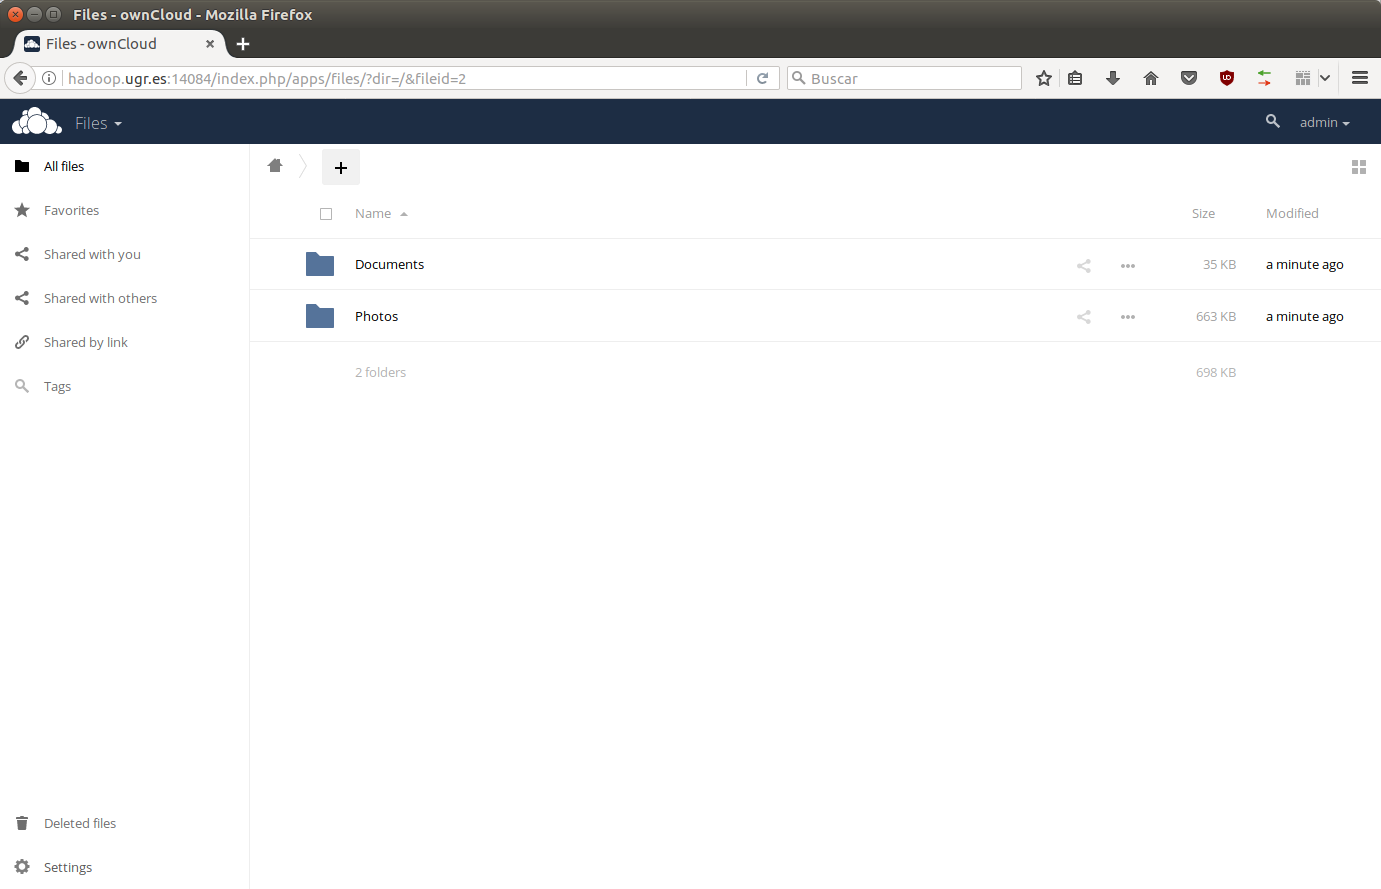 Files - ownCloud - Mozilla Firefox
Files - ownCloud
hadoop.ugr.es:14084/index.php/apps/files/?dir=/&fileid=2
Buscar
Files
admin
All files
Favorites
Shared with you
Shared with others
Shared by link
Tags
Deleted files
Settings
Name Size Modified
Documents 35 KB a minute ago
Photos 663 KB a minute ago
2 folders 698 KB